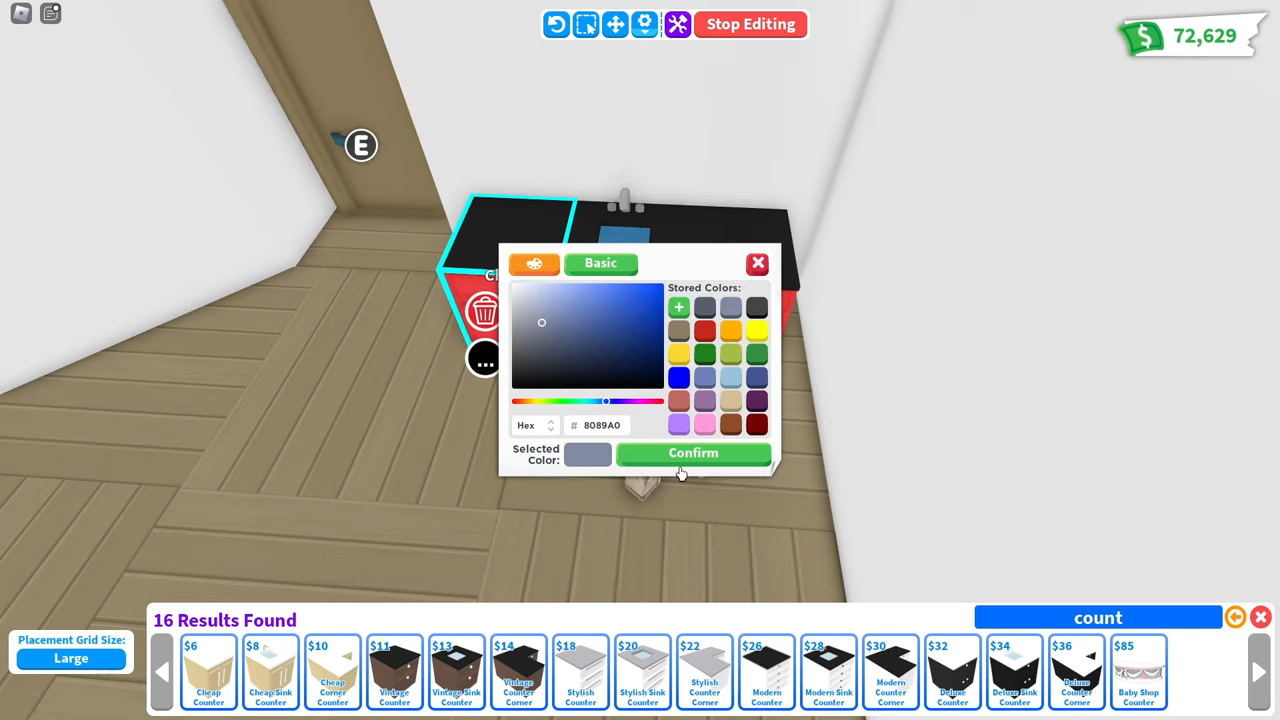 Stop Editing
72,629
E
Cl
Basic
Stored Colors:
+
...
Hex # 8089A0
Selected
Color:
Confirm
16 Results Found
count
Placement Grid Size:
Large
$6
Cheap
Counter
$8
Cheap Sink
Counter
$10
Cheap
Corner
Counter
$11
Vintage
Counter
$13
Vintage Sink
Counter
$14
Vintage
Counter
Corner
$18
Stylish
Counter
$20
Stylish Sink
Counter
$22
Stylish
Counter
Corner
$26
Modern
Counter
$28
Modern Sink
Counter
$30
Modern
Counter
Corner
$32
Deluxe
Counter
$34
Deluxe Sink
Counter
$36
Deluxe
Counter
Corner
$85
Baby Shop
Counter